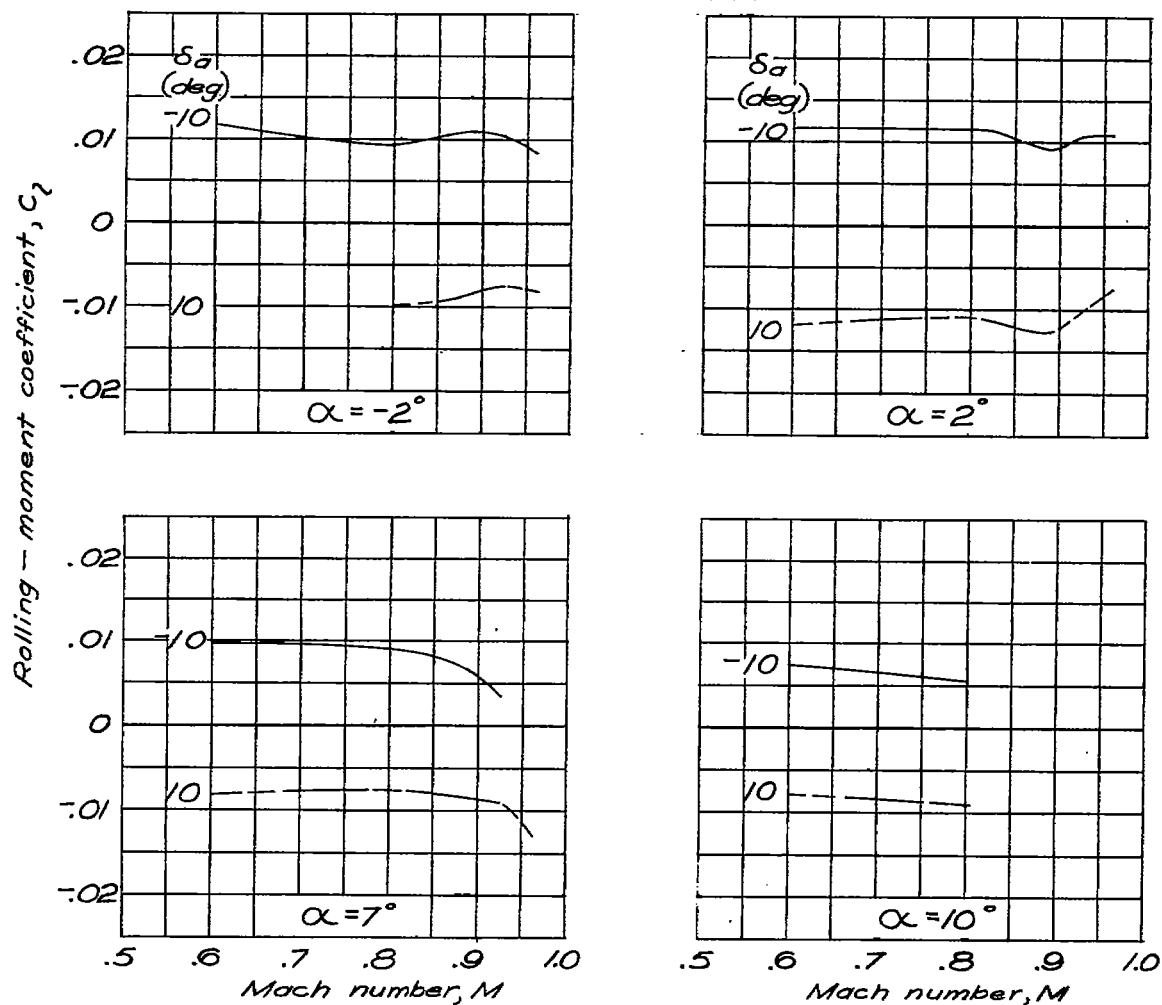 Rolling – moment coefficient, Cl
.02
.01
0
-.01
-.02
δa
(deg)
-10
10
α = -2°
δa
(deg)
-10
10
α = 2°
.02
.01
0
-.01
-.02
-10
10
α = 7°
.5 .6 .7 .8 .9 1.0
Mach number, M
-10
10
α = 10°
.5 .6 .7 .8 .9 1.0
Mach number, M